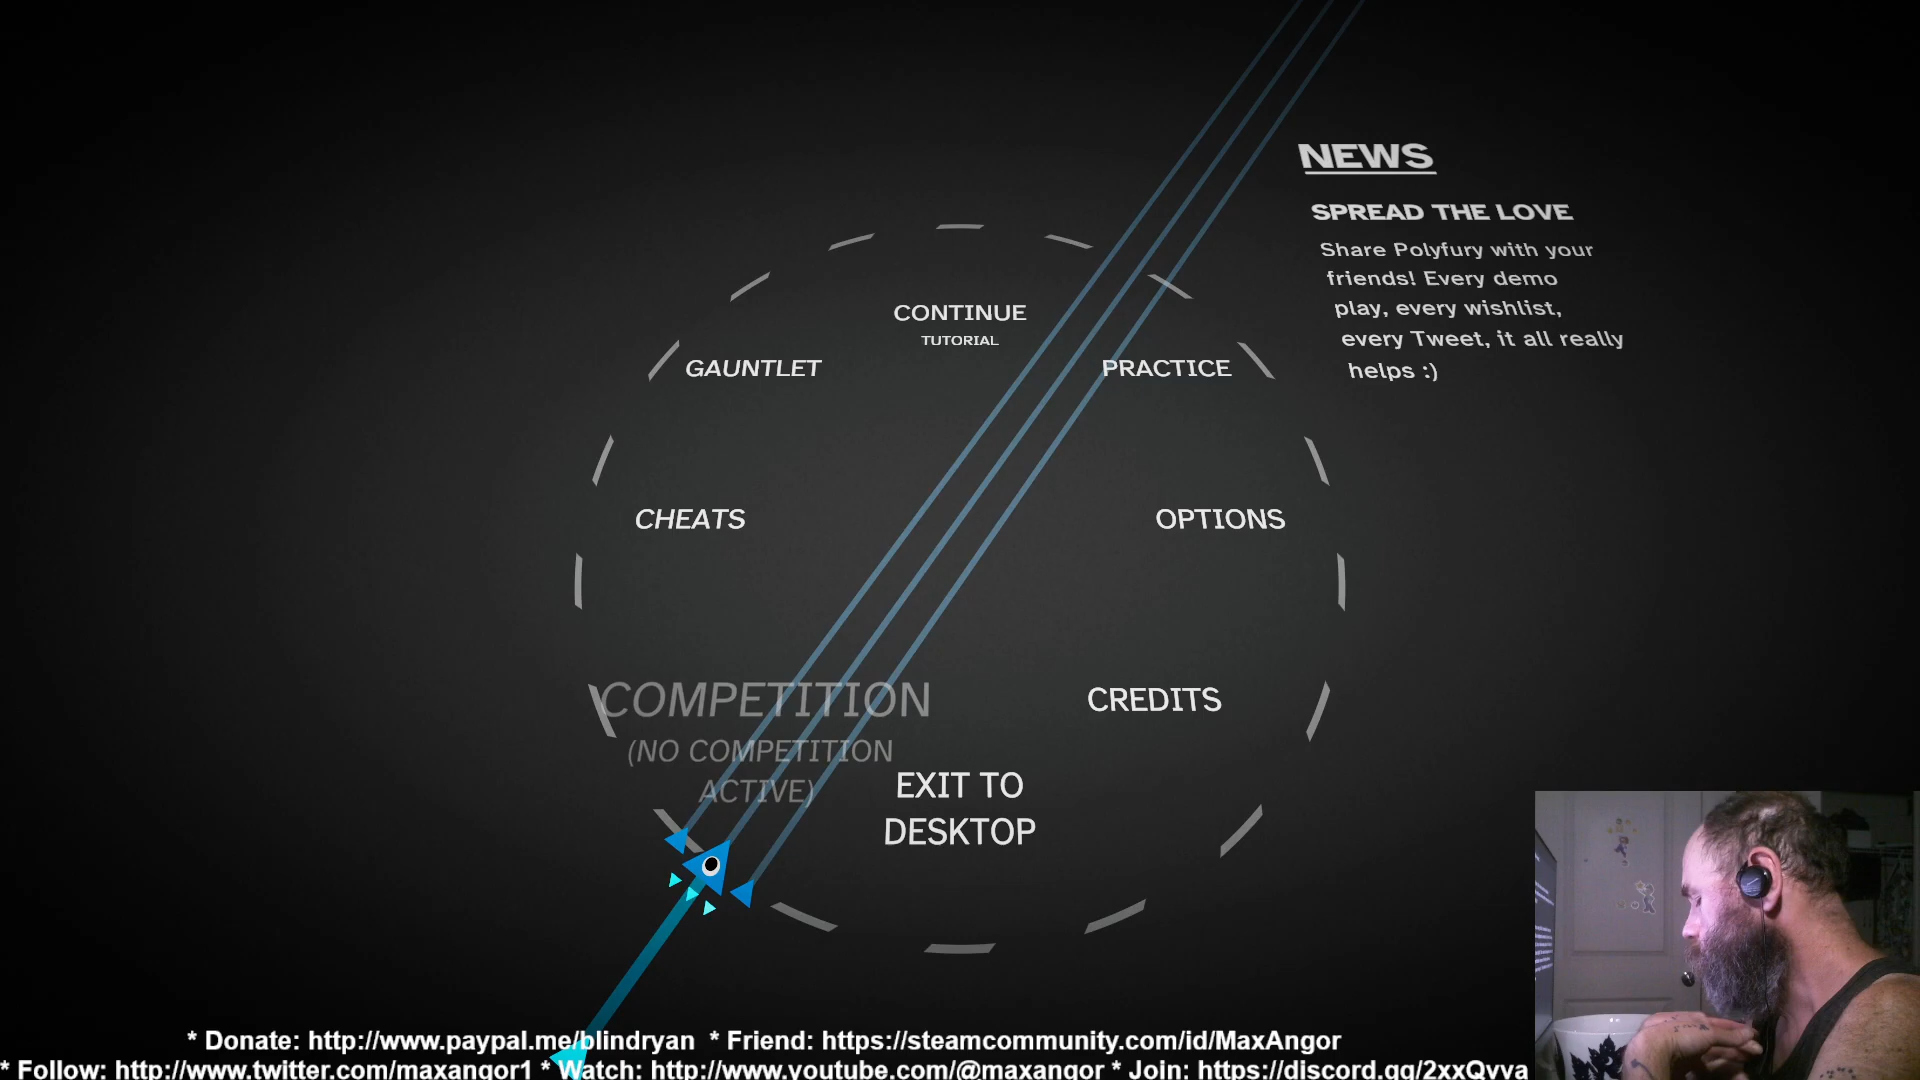 NEWS
SPREAD THE LOVE
Share Polyfury with your
friends! Every demo
play, every wishlist,
every Tweet, it all really
helps :)
CONTINUE
TUTORIAL
GAUNTLET
PRACTICE
CHEATS
OPTIONS
COMPETITION
(NO COMPETITION
ACTIVE)
CREDITS
EXIT TO
DESKTOP
* Donate: http://www.paypal.me/blindryan * Friend: https://steamcommunity.com/id/MaxAngor
* Follow: http://www.twitter.com/maxangor1 * Watch: http://www.youtube.com/@maxangor * Join: https://discord.gg/2xxQvva